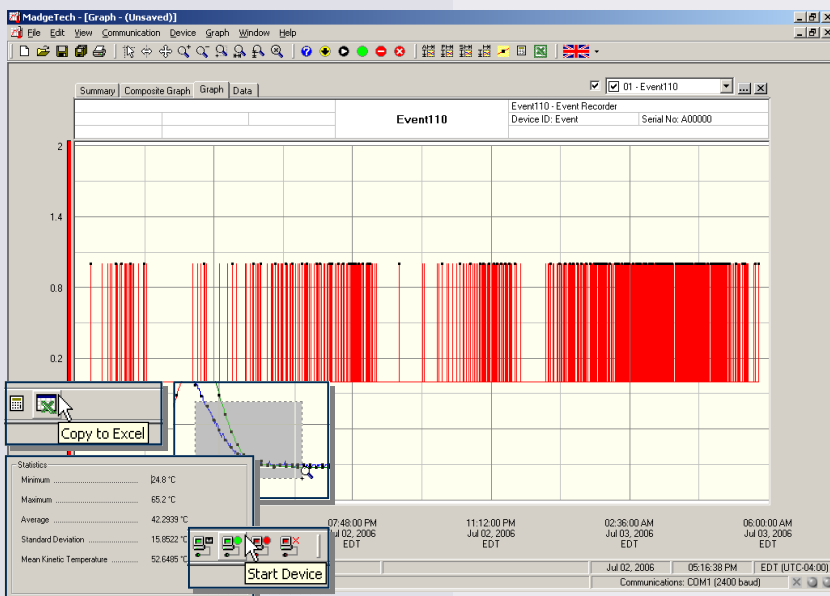 MadgeTech - [Graph - (Unsaved)]
File Edit View Communication Device Graph Window Help
Summary Composite Graph Graph Data
01 - Event110
Event110
Event110 - Event Recorder
Device ID: Event Serial No: A00000
2
1.4
0.8
0.2
Copy to Excel
Statistics
Minimum 24.8 °C
Maximum 65.2 °C
Average 42.2939 °C
Standard Deviation 15.8522 °C
Mean Kinetic Temperature 52.6485 °C
Start Device
07:48:00 PM 11:12:00 PM 02:36:00 AM 06:00:00 AM
Jul 02, 2006 Jul 02, 2006 Jul 03, 2006 Jul 03, 2006
EDT EDT EDT EDT
Jul 02, 2006 05:16:38 PM EDT (UTC-04:00)
Communications: COM1 (2400 baud)